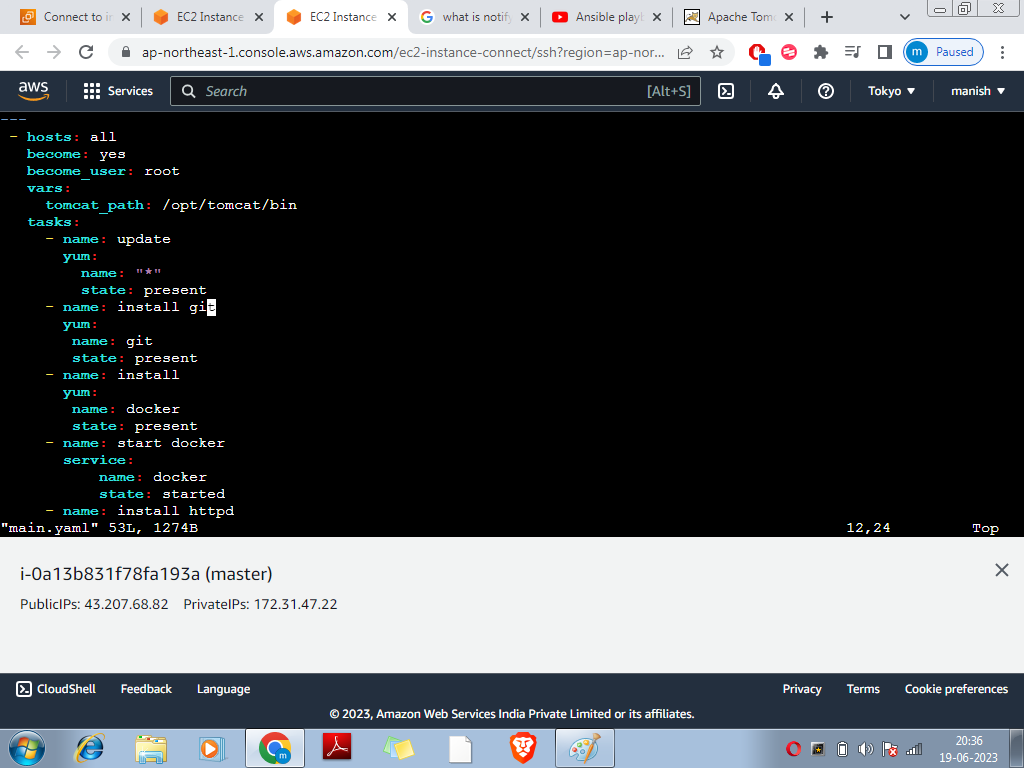 Connect to in
EC2 Instance
EC2 Instance
what is notify
Ansible playb
Apache Tomc
ap-northeast-1.console.aws.amazon.com/ec2-instance-connect/ssh?region=ap-nor...
m Paused
aws Services Search [Alt+S] Tokyo manish
---
- hosts: all
become: yes
become_user: root
vars:
tomcat_path: /opt/tomcat/bin
tasks:
- name: update
yum:
name: "*"
state: present
- name: install git
yum:
name: git
state: present
- name: install
yum:
name: docker
state: present
- name: start docker
service:
name: docker
state: started
- name: install httpd
"main.yaml" 53L, 1274B 12,24 Top
i-0a13b831f78fa193a (master)
PublicIPs: 43.207.68.82 PrivateIPs: 172.31.47.22
CloudShell Feedback Language Privacy Terms Cookie preferences
© 2023, Amazon Web Services India Private Limited or its affiliates.
20:36
19-06-2023